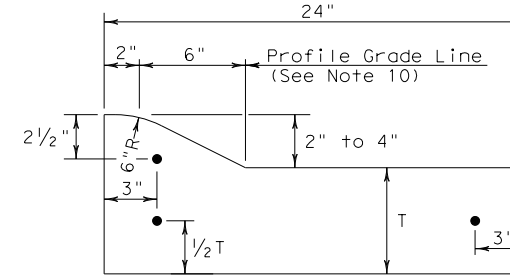 24"
2" 6" Profile Grade Line
(See Note 10)
2½" 6"R 2" to 4"
3"
½T T 3"